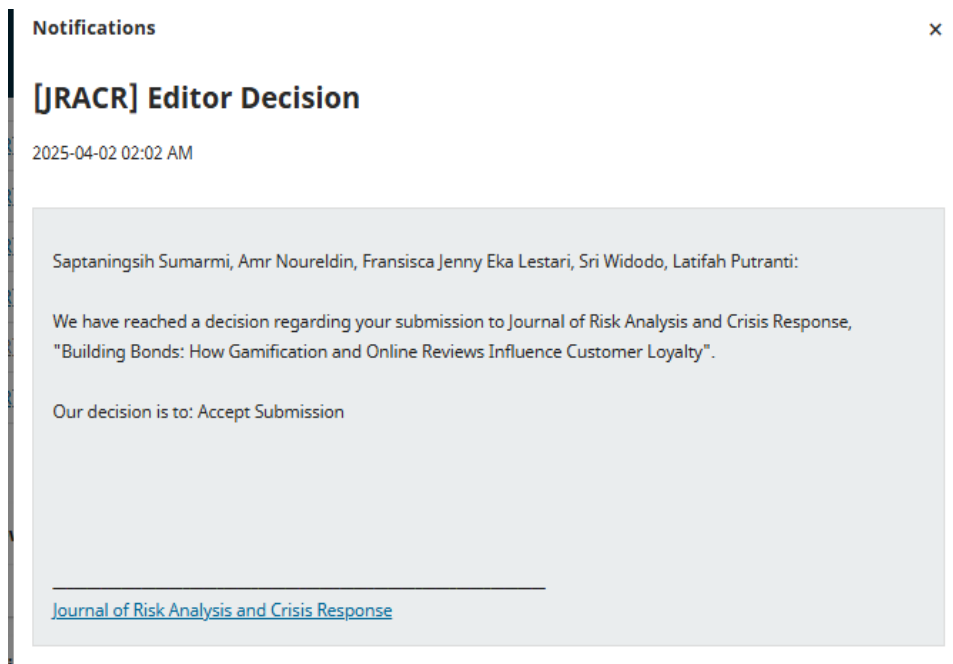 Notifications
×
[JRACR] Editor Decision
2025-04-02 02:02 AM
Saptaningsih Sumarmi, Amr Noureldin, Fransisca Jenny Eka Lestari, Sri Widodo, Latifah Putranti:
We have reached a decision regarding your submission to Journal of Risk Analysis and Crisis Response,
"Building Bonds: How Gamification and Online Reviews Influence Customer Loyalty".
Our decision is to: Accept Submission
Journal of Risk Analysis and Crisis Response